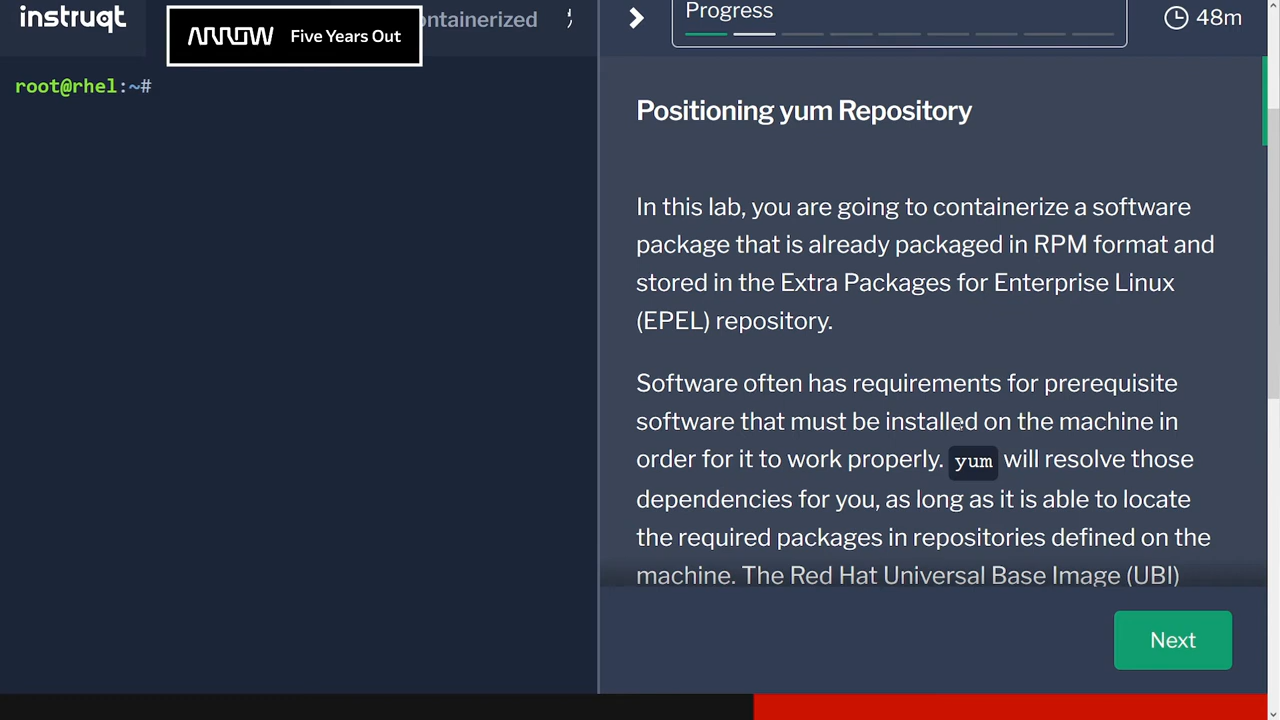 instruqt
ARROW Five Years Out
ontainerized
Progress
48m
root@rhel:~#
Positioning yum Repository
In this lab, you are going to containerize a software
package that is already packaged in RPM format and
stored in the Extra Packages for Enterprise Linux
(EPEL) repository.
Software often has requirements for prerequisite
software that must be installed on the machine in
order for it to work properly. yum will resolve those
dependencies for you, as long as it is able to locate
the required packages in repositories defined on the
machine. The Red Hat Universal Base Image (UBI)
Next